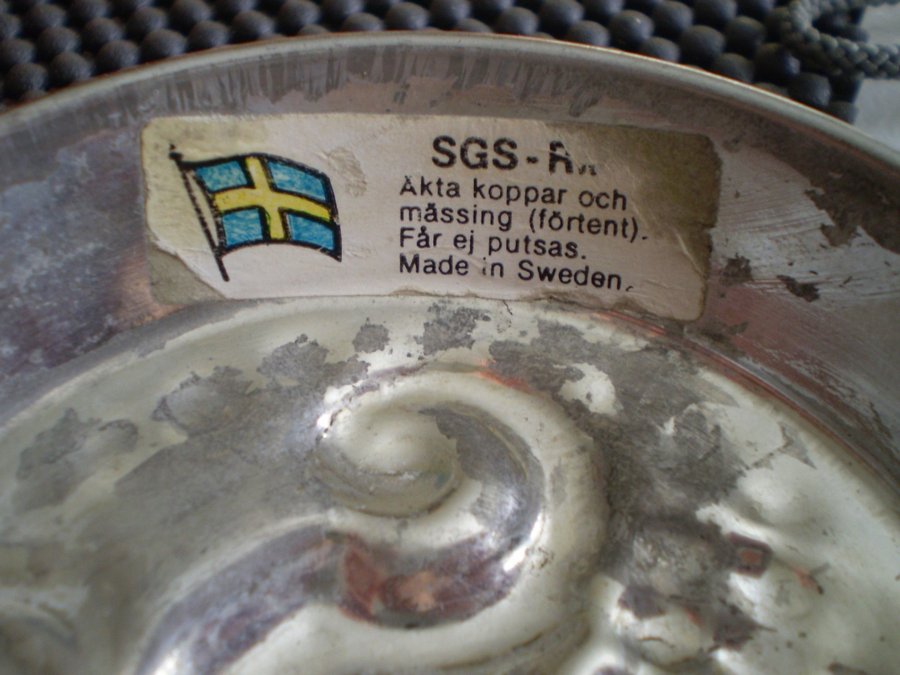 SGS -
Äkta koppar och
mässing (förtent).
Får ej putsas.
Made in Sweden.